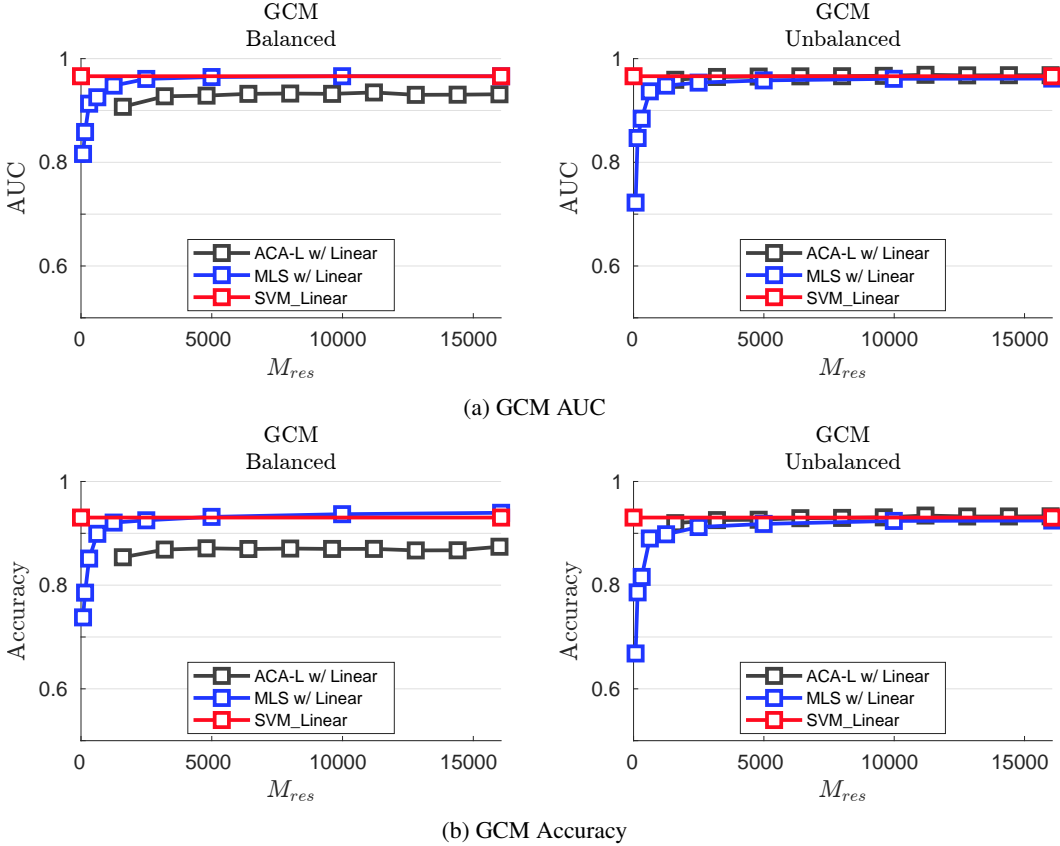 GCM
Balanced
1
0.8
0.6
AUC
ACA-L w/ Linear
MLS w/ Linear
SVM_Linear
0 5000 10000 15000
M_res
GCM
Unbalanced
1
0.8
0.6
AUC
ACA-L w/ Linear
MLS w/ Linear
SVM_Linear
0 5000 10000 15000
M_res
(a) GCM AUC
GCM
Balanced
1
0.8
0.6
Accuracy
ACA-L w/ Linear
MLS w/ Linear
SVM_Linear
0 5000 10000 15000
M_res
GCM
Unbalanced
1
0.8
0.6
Accuracy
ACA-L w/ Linear
MLS w/ Linear
SVM_Linear
0 5000 10000 15000
M_res
(b) GCM Accuracy